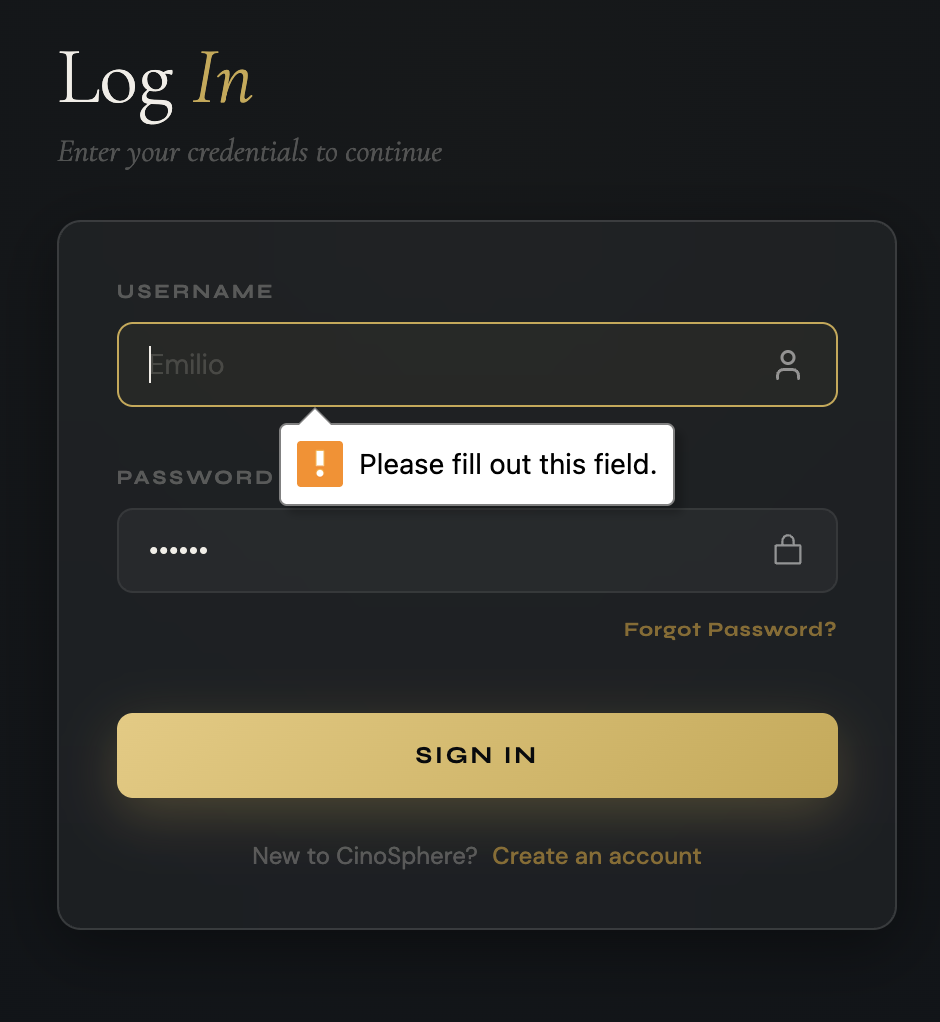 Log In
Enter your credentials to continue
USERNAME
Emilio
Please fill out this field.
PASSWORD
••••••
Forgot Password?
SIGN IN
New to CinoSphere? Create an account